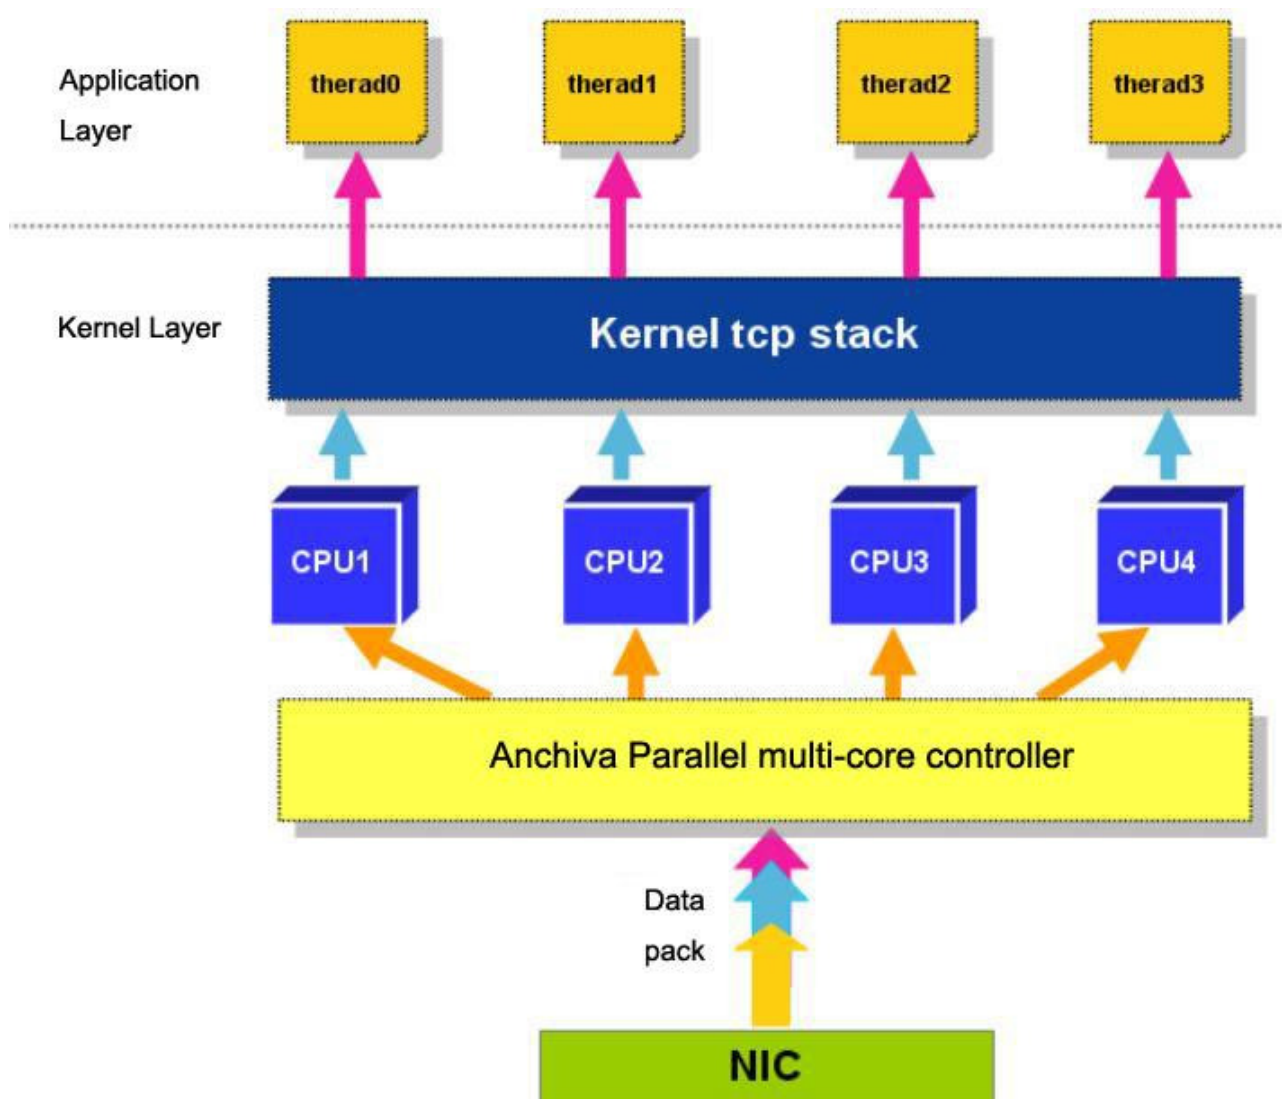 Application
Layer
therad0
therad1
therad2
therad3
Kernel Layer
Kernel tcp stack
CPU1
CPU2
CPU3
CPU4
Anchiva Parallel multi-core controller
Data
pack
NIC